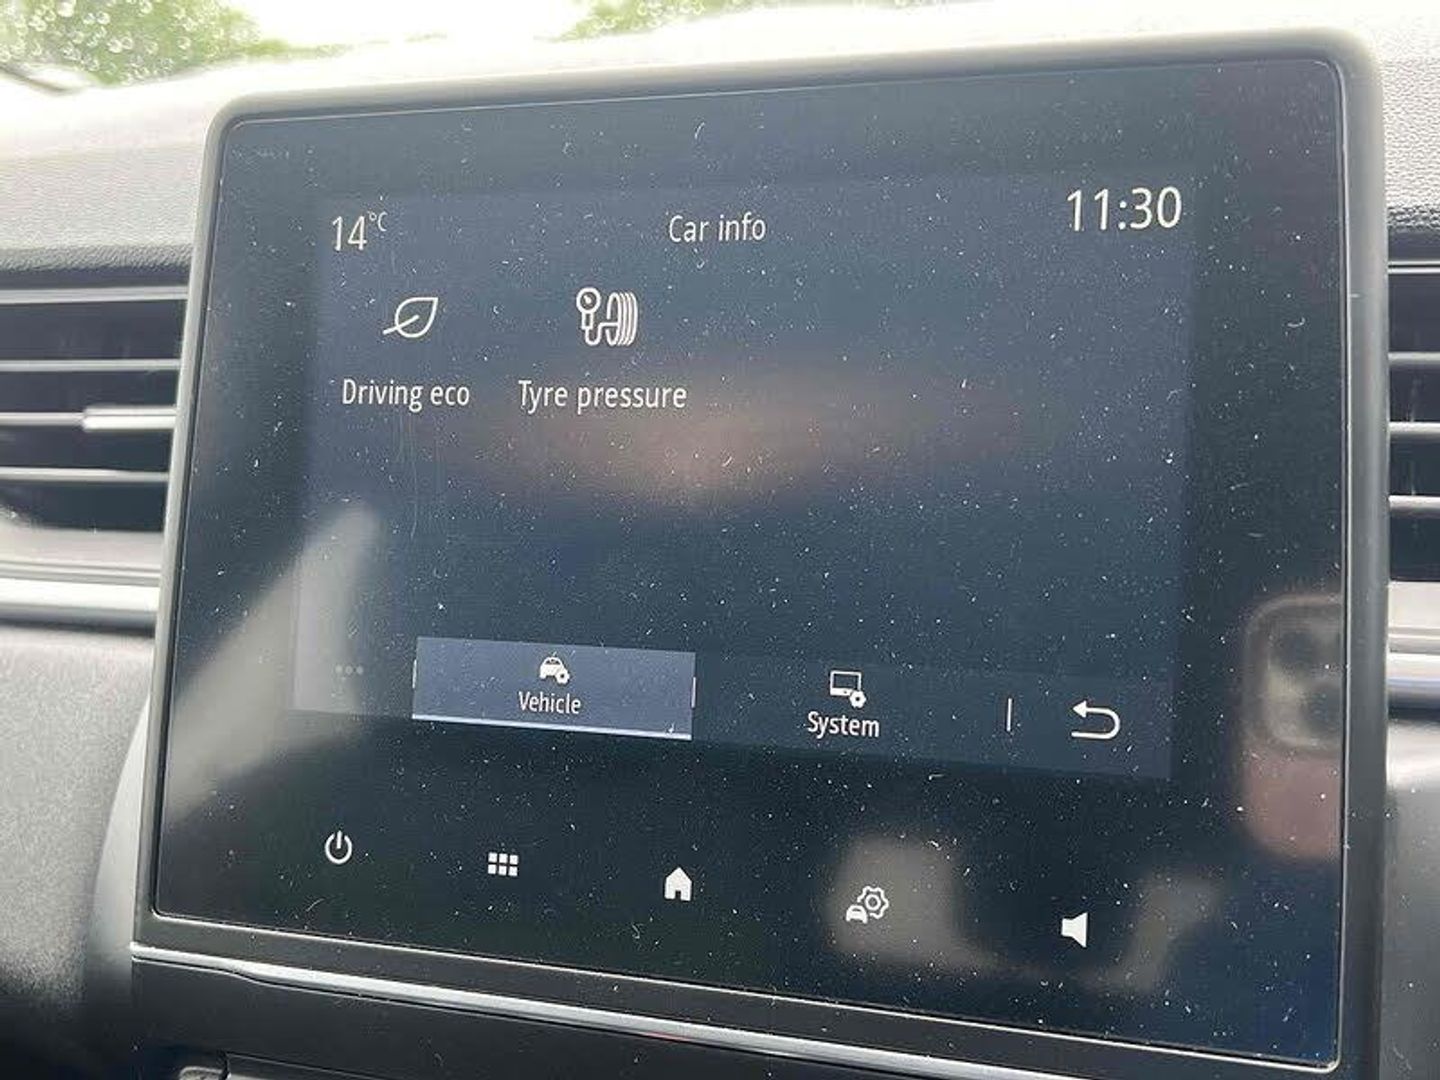 14°C
Car info
11:30
Driving eco
Tyre pressure
Vehicle
System